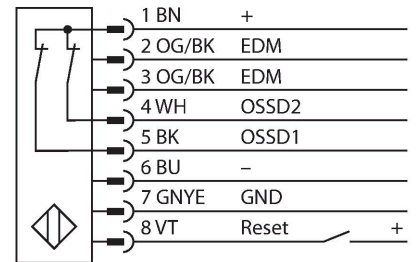 1 BN +
2 OG/BK EDM
3 OG/BK EDM
4 WH OSSD2
5 BK OSSD1
6 BU –
7 GNYE GND
8 VT Reset +